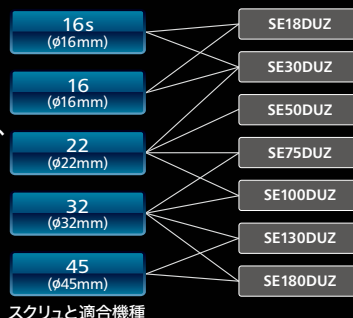 16s
(ø16mm)
16
(ø16mm)
22
(ø22mm)
32
(ø32mm)
45
(ø45mm)
SE18DUZ
SE30DUZ
SE50DUZ
SE75DUZ
SE100DUZ
SE130DUZ
SE180DUZ
スクリュと適合機種